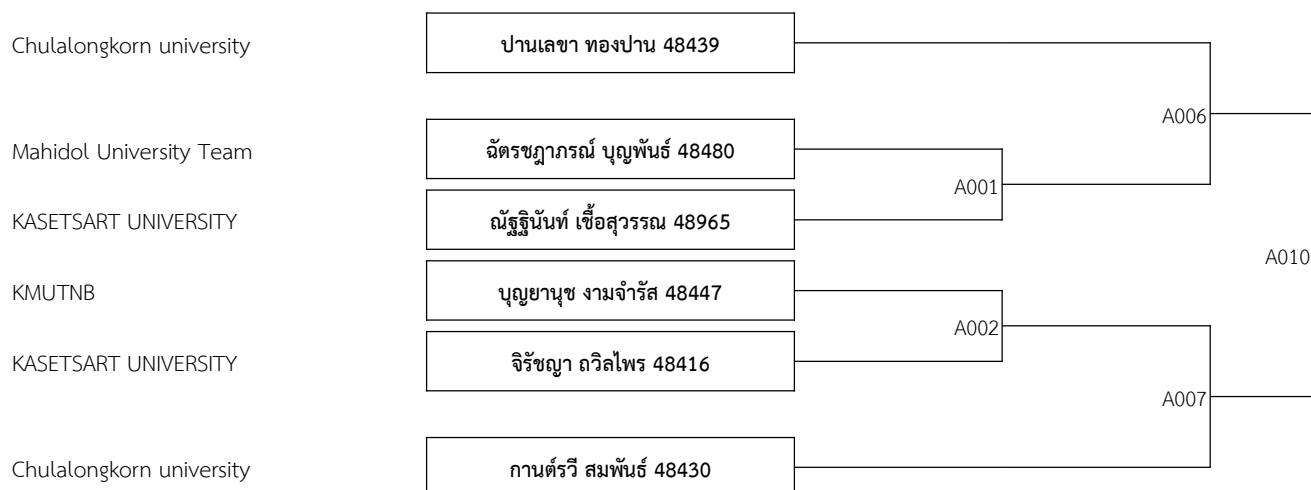 Chulalongkorn university ปานเลขา ทองปาน 48439
A006
Mahidol University Team ฉัตรชฎาภรณ์ บุญพันธ์ 48480
A001
KASETSART UNIVERSITY ณัฐฐินันท์ เชื้อสุวรรณ 48965
A010
KMUTNB บุญยานุช งามจำรัส 48447
A002
KASETSART UNIVERSITY จิรัชญา ถวิลไพร 48416
A007
Chulalongkorn university กานต์รวี สมพันธ์ 48430